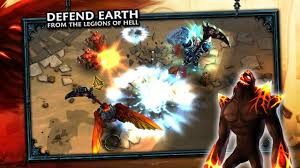 DEFEND EARTH
FROM THE LEGIONS OF HELL